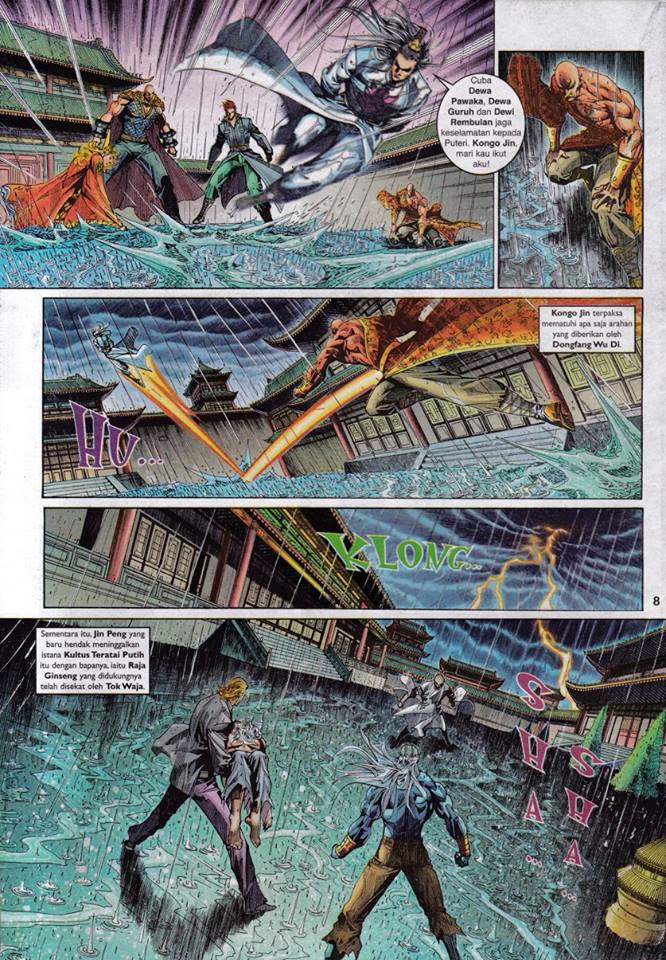 Cuba
Dewa
Pawaka, Dewa
Guruh dan Dewi
Rembulan jaga
keselamatan kepada
Puteri. Kongo Jin,
mari kau ikut
aku!
Kongo Jin terpaksa
mematuhi apa saja arahan
yang diberikan oleh
Dongfang Wu Di.
HU...
KLONG...
8
Sementara itu, Jin Peng yang
baru hendak meninggalkan
istana Kultus Teratai Putih
itu dengan bapanya, iaitu Raja
Ginseng yang didukungnya
telah disekat oleh Tok Waja.
SHA...
SHA...